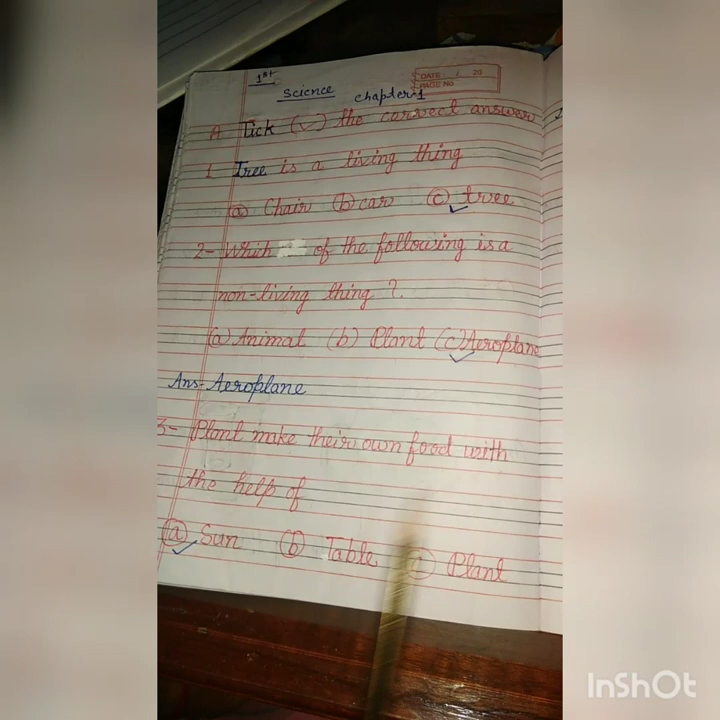 1st
Science chapter-1
DATE: / 20
PAGE NO
A Tick (✓) the correct answer
1 Tree is a living thing
(a) Chair (b) car (c) tree
2- Which of the following is a
non-living thing?
(a) Animal (b) Plant (c) Aeroplane
Ans- Aeroplane
3- Plant make their own food with
the help of
(a) Sun (b) Table (c) Plant
InShOt